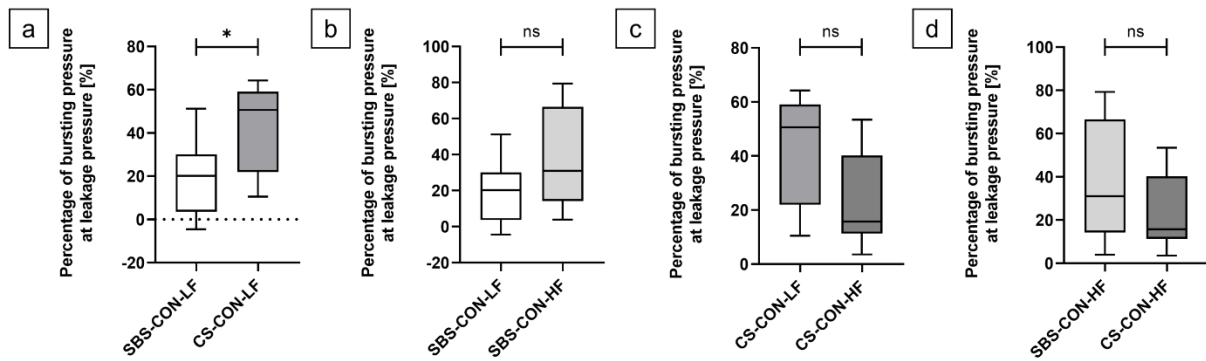 a
Percentage of bursting pressure
at leakage pressure [%]
80
60
40
20
0
-20
*
SBS-CON-LF
CS-CON-LF
b
Percentage of bursting pressure
at leakage pressure [%]
100
80
60
40
20
0
-20
ns
SBS-CON-LF
SBS-CON-HF
c
Percentage of bursting pressure
at leakage pressure [%]
80
60
40
20
0
ns
CS-CON-LF
CS-CON-HF
d
Percentage of bursting pressure
at leakage pressure [%]
100
80
60
40
20
0
ns
SBS-CON-HF
CS-CON-HF